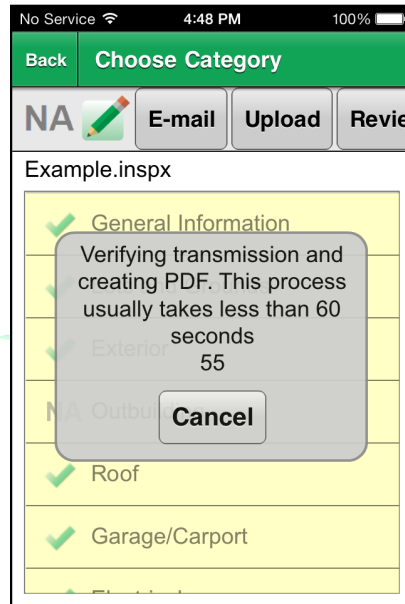 No Service 4:48 PM 100%
Back Choose Category
NA E-mail Upload
Example.inspx
General Information
Verifying transmission and
creating PDF. This process
usually takes less than 60
seconds
Exterior
55
NA Outbuilding
Cancel
Roof
Garage/Carport